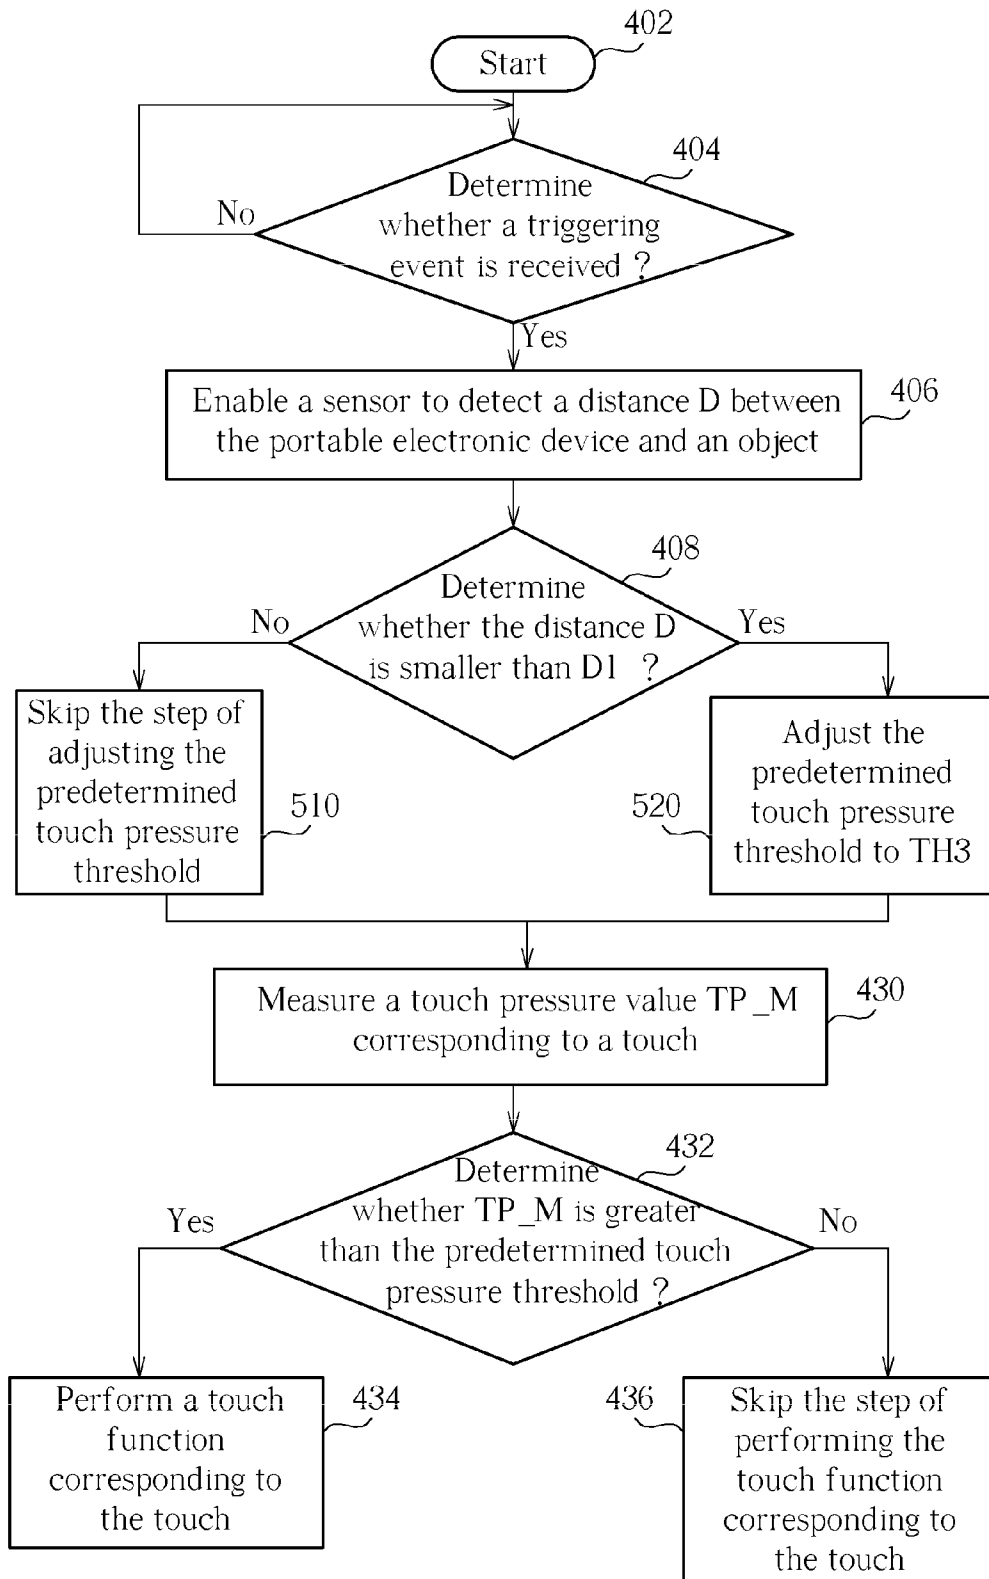 402
Start
404
Determine
whether a triggering
event is received ?
No
Yes
Enable a sensor to detect a distance D between
the portable electronic device and an object
406
408
Determine
whether the distance D
is smaller than D1 ?
No
Yes
Skip the step of
adjusting the
predetermined
touch pressure
threshold
510
Adjust the
predetermined
touch pressure
threshold to TH3
520
Measure a touch pressure value TP_M
corresponding to a touch
430
432
Determine
whether TP_M is greater
than the predetermined touch
pressure threshold ?
Yes
No
Perform a touch
function
corresponding to
the touch
434
436
Skip the step of
performing the
touch function
corresponding to
the touch